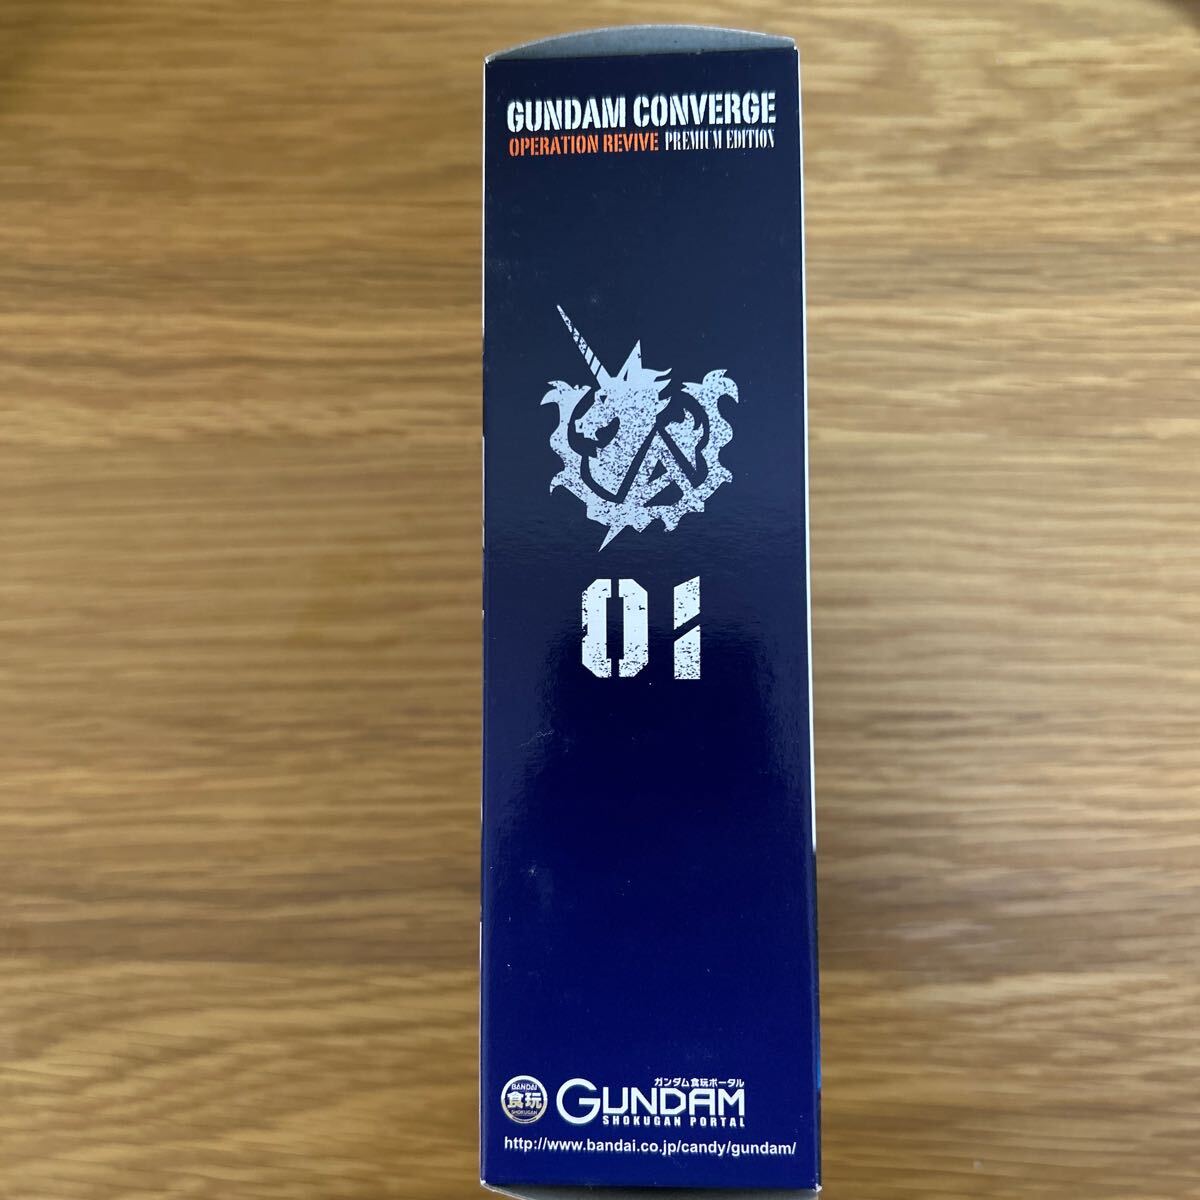 GUNDAM CONVERGE
OPERATION REVIVE PREMIUM EDITION
A
01
BANDAI
食玩
SHOKUGAN
ガンダム食玩ポータル
GUNDAM
SHOKUGAN PORTAL
http://www.bandai.co.jp/candy/gundam/